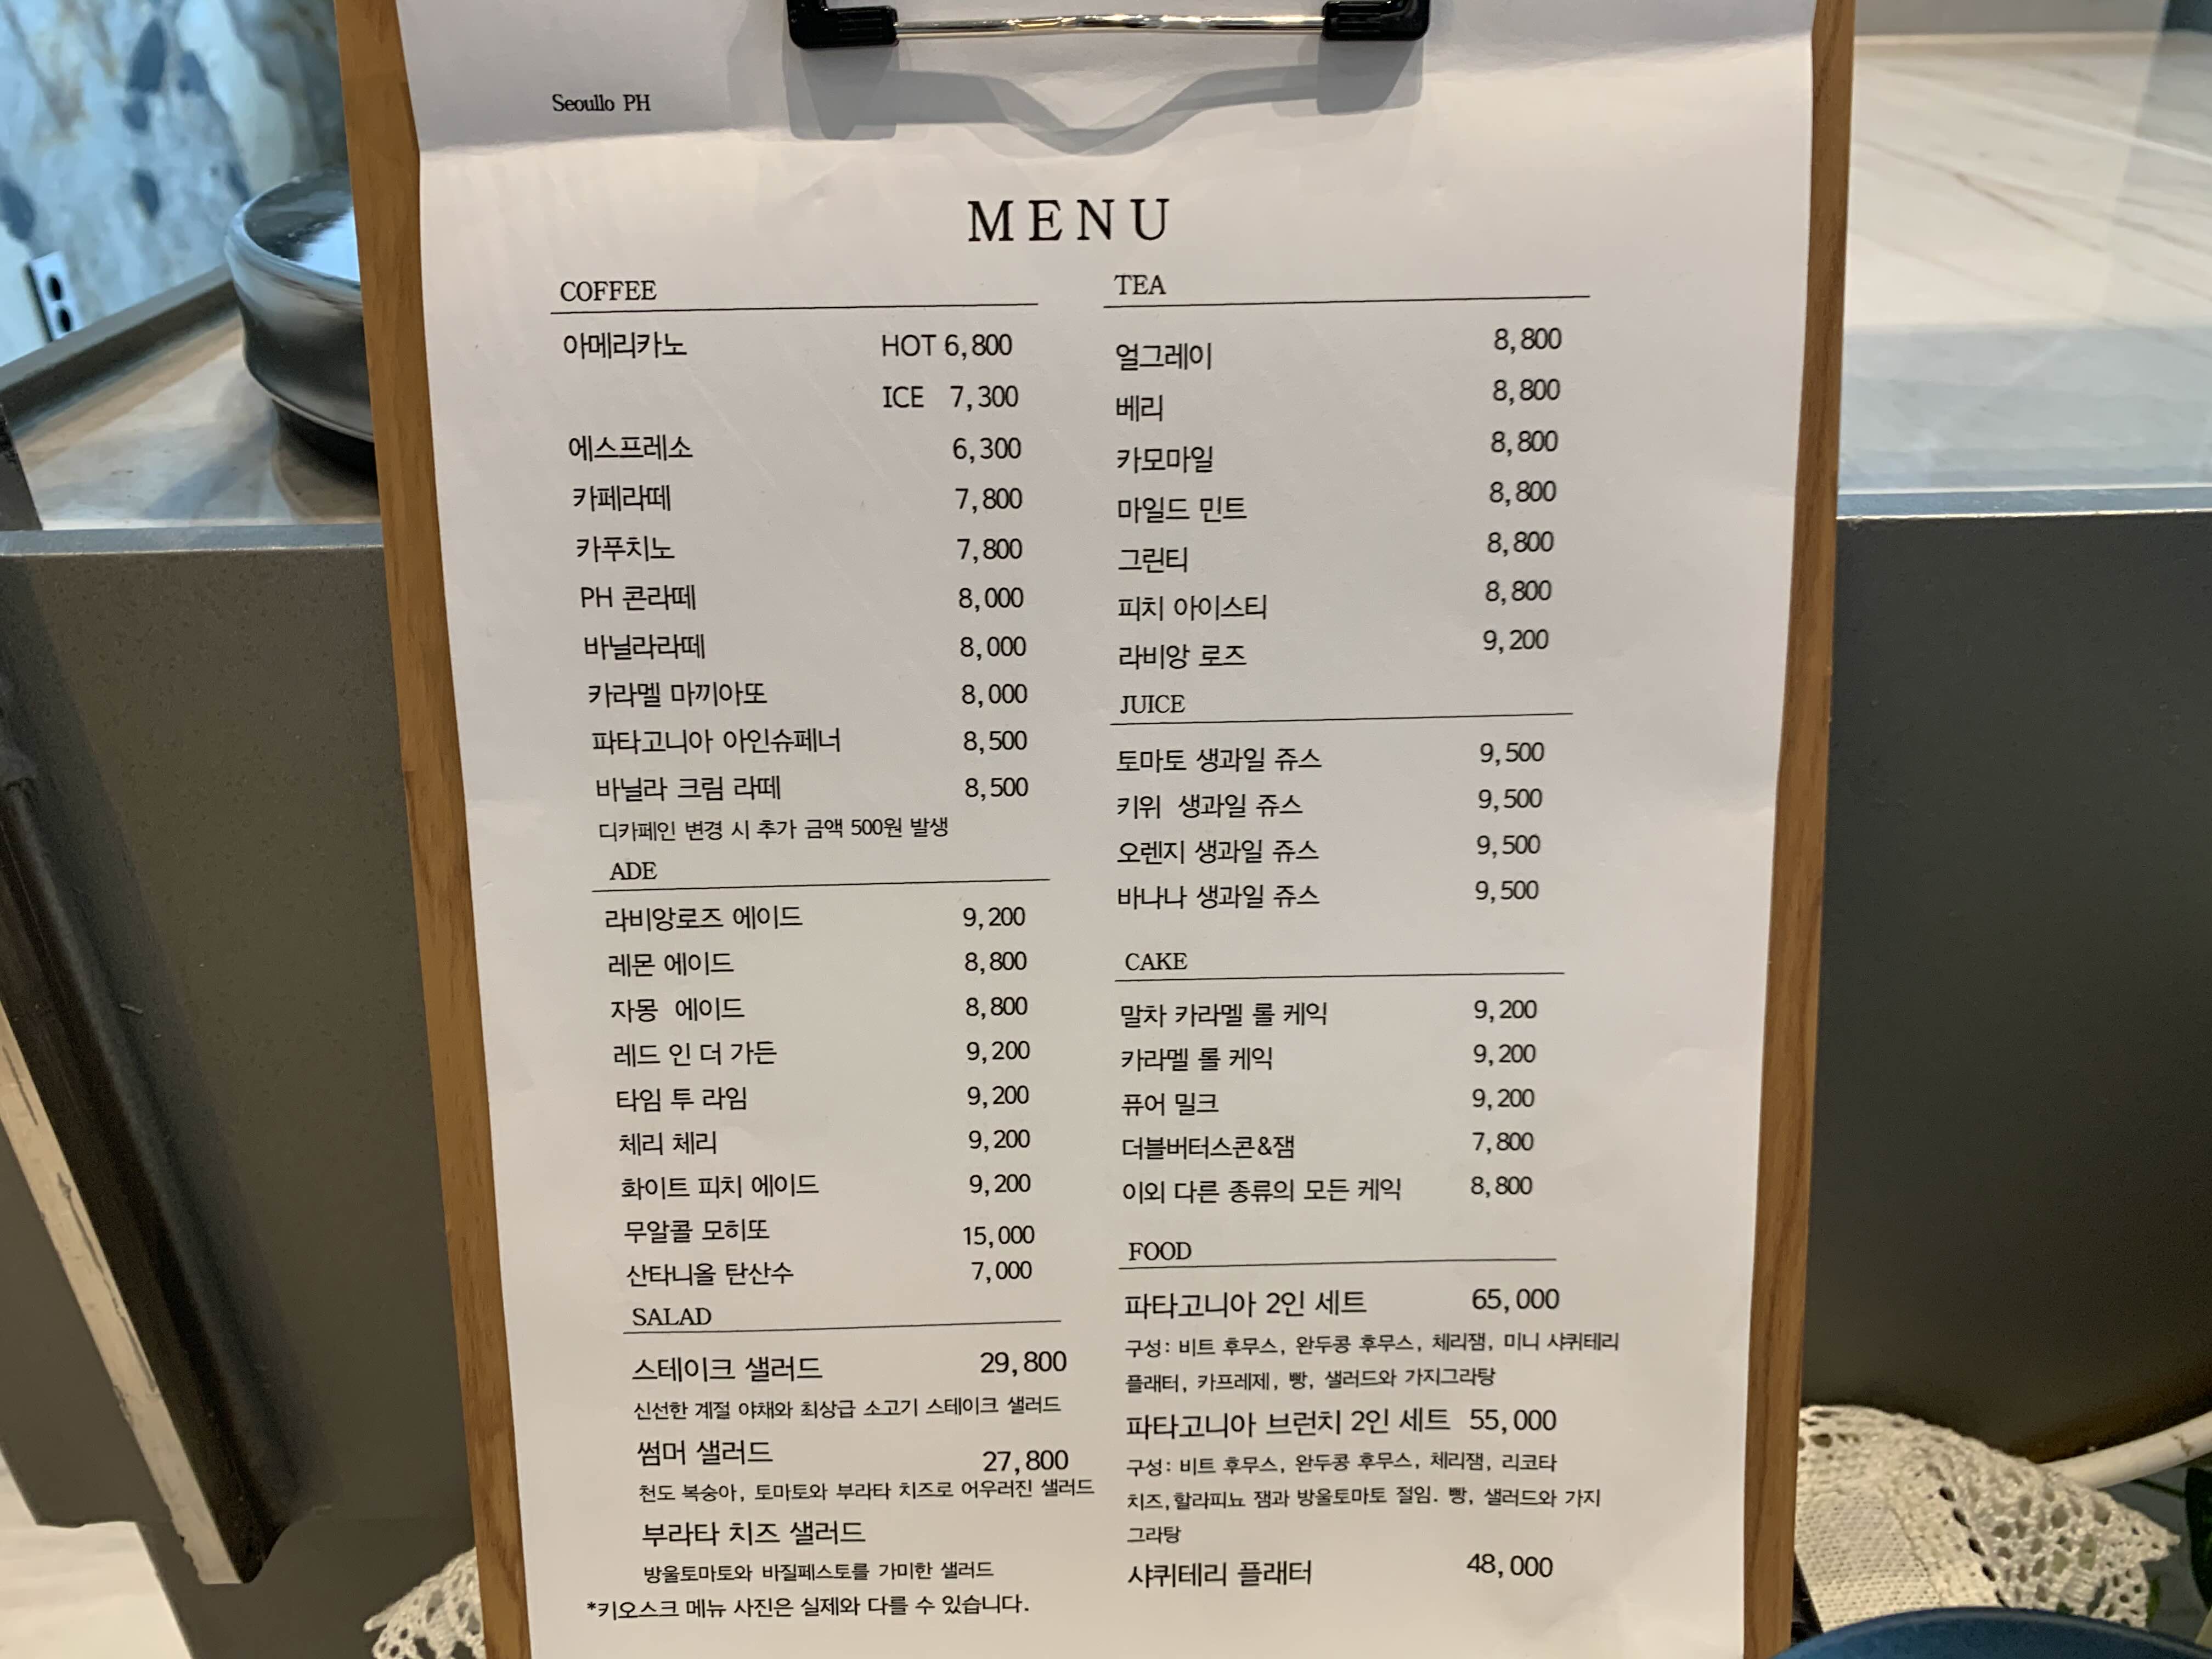 Seoullo PH
MENU
COFFEE
아메리카노 HOT 6,800
ICE 7,300
에스프레소 6,300
카페라떼 7,800
카푸치노 7,800
PH 콘라떼 8,000
바닐라라떼 8,000
카라멜 마끼아또 8,000
파타고니아 아인슈페너 8,500
바닐라 크림 라떼 8,500
디카페인 변경 시 추가 금액 500원 발생
ADE
라비앙로즈 에이드 9,200
레몬 에이드 8,800
자몽 에이드 8,800
레드 인 더 가든 9,200
타임 투 라임 9,200
체리 체리 9,200
화이트 피치 에이드 9,200
무알콜 모히또 15,000
산타니올 탄산수 7,000
SALAD
스테이크 샐러드 29,800
신선한 계절 야채와 최상급 소고기 스테이크 샐러드
썸머 샐러드 27,800
천도 복숭아, 토마토와 부라타 치즈로 어우러진 샐러드
부라타 치즈 샐러드
방울토마토와 바질페스토를 가미한 샐러드
*키오스크 메뉴 사진은 실제와 다를 수 있습니다.
TEA
얼그레이 8,800
베리 8,800
카모마일 8,800
마일드 민트 8,800
그린티 8,800
피치 아이스티 8,800
라비앙 로즈 9,200
JUICE
토마토 생과일 쥬스 9,500
키위 생과일 쥬스 9,500
오렌지 생과일 쥬스 9,500
바나나 생과일 쥬스 9,500
CAKE
말차 카라멜 롤 케익 9,200
카라멜 롤 케익 9,200
퓨어 밀크 9,200
더블버터스콘&잼 7,800
이외 다른 종류의 모든 케익 8,800
FOOD
파타고니아 2인 세트 65,000
구성: 비트 후무스, 완두콩 후무스, 체리잼, 미니 샤퀴테리
플래터, 카프레제, 빵, 샐러드와 가지그라탕
파타고니아 브런치 2인 세트 55,000
구성: 비트 후무스, 완두콩 후무스, 체리잼, 리코타
치즈,할라피뇨 잼과 방울토마토 절임. 빵, 샐러드와 가지
그라탕
샤퀴테리 플래터 48,000